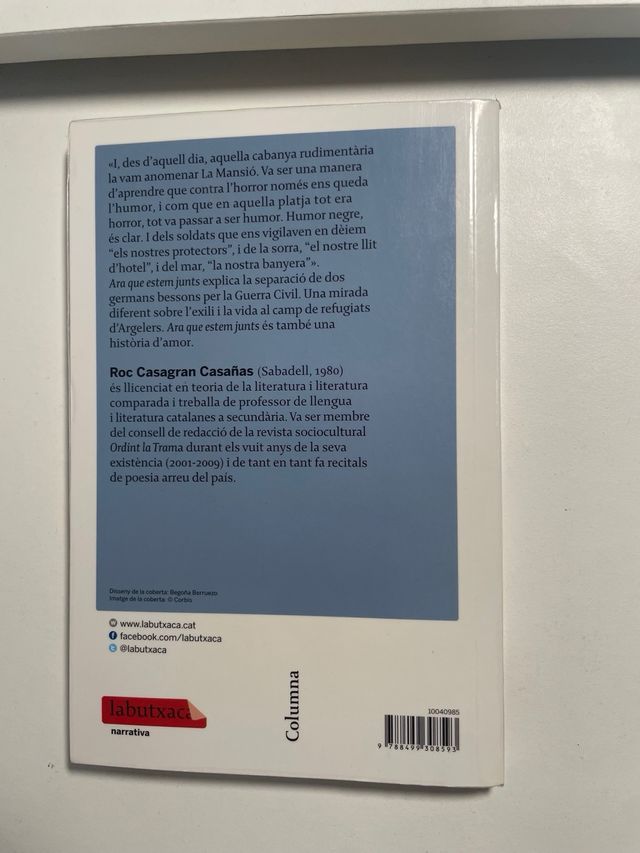 «I, des d'aquell dia, aquella cabanya rudimentària
la vam anomenar La Mansió. Va ser una manera
d'aprendre que contra l'horror només ens queda
l'humor, i com que en aquella platja tot era
horror, tot va passar a ser humor. Humor negre,
és clar. I dels soldats que ens vigilaven en dèiem
"els nostres protectors", i de la sorra, "el nostre llit
d'hotel", i del mar, "la nostra banyera"».
Ara que estem junts explica la separació de dos
germans bessons per la Guerra Civil. Una mirada
diferent sobre l'exili i la vida al camp de refugiats
d'Argelers. Ara que estem junts és també una
història d'amor.
Roc Casagran Casañas (Sabadell, 1980)
és llicenciat en teoria de la literatura i literatura
comparada i treballa de professor de llengua
i literatura catalanes a secundària. Va ser membre
del consell de redacció de la revista sociocultural
Ordint la Trama durant els vuit anys de la seva
existència (2001-2009) i de tant en tant fa recitals
de poesia arreu del país.
Disseny de la coberta: Begoña Berruezo
Imatge de la coberta: © Corbis
www.labutxaca.cat
facebook.com/labutxaca
@labutxaca
labutxaca
narrativa
Columna
10040985
9 788499 308593